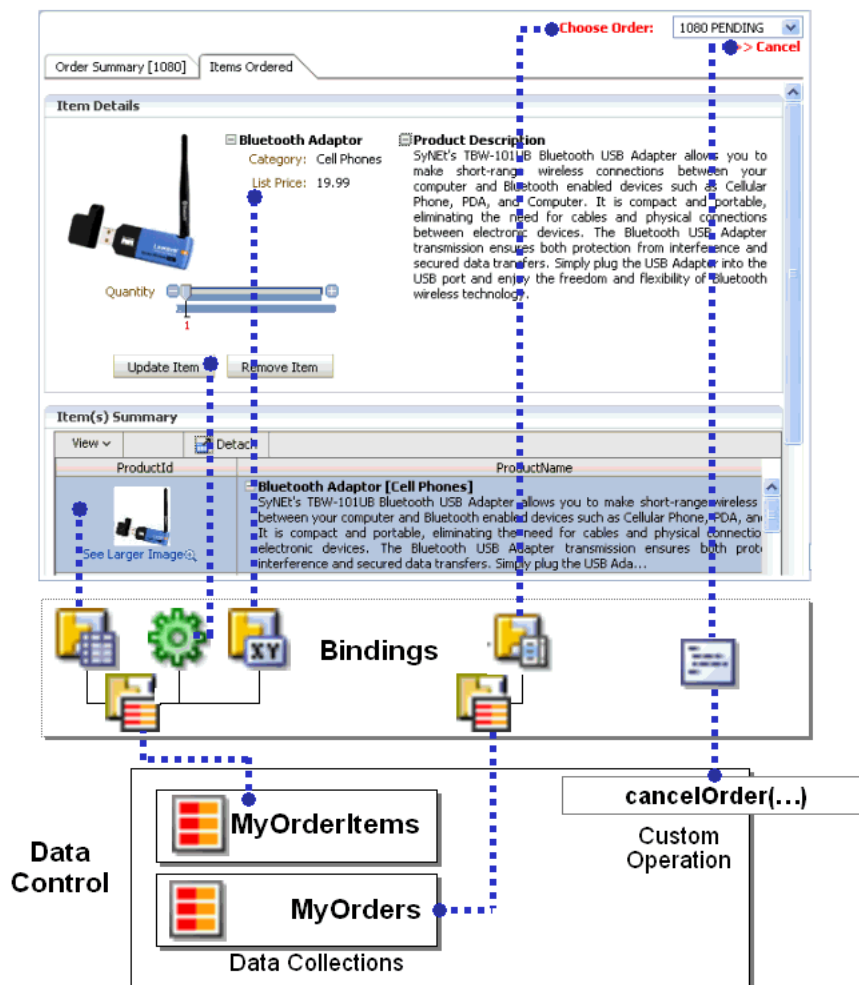 Choose Order: 1080 PENDING
>> Cancel
Order Summary [1080] Items Ordered
Item Details
Bluetooth Adaptor
Category: Cell Phones
List Price: 19.99
Product Description
SyNEt's TBW-101UB Bluetooth USB Adapter allows you to
make short-range wireless connections between your
computer and Bluetooth enabled devices such as Cellular
Phone, PDA, and Computer. It is compact and portable,
eliminating the need for cables and physical connections
between electronic devices. The Bluetooth USB Adapter
transmission ensures both protection from interference and
secured data transfers. Simply plug the USB Adapter into the
USB port and enjoy the freedom and flexibility of Bluetooth
wireless technology.
Quantity
1
Update Item Remove Item
Item(s) Summary
View Detach
ProductId ProductName
Bluetooth Adaptor [Cell Phones]
SyNEt's TBW-101UB Bluetooth USB Adapter allows you to make short-range wireless
between your computer and Bluetooth enabled devices such as Cellular Phone, PDA, an
It is compact and portable, eliminating the need for cables and physical connectio
electronic devices. The Bluetooth USB Adapter transmission ensures both prot
interference and secured data transfers. Simply plug the USB Ada...
See Larger Image
XY
Bindings
cancelOrder(...)
Custom
Operation
Data
Control
MyOrderItems
MyOrders
Data Collections